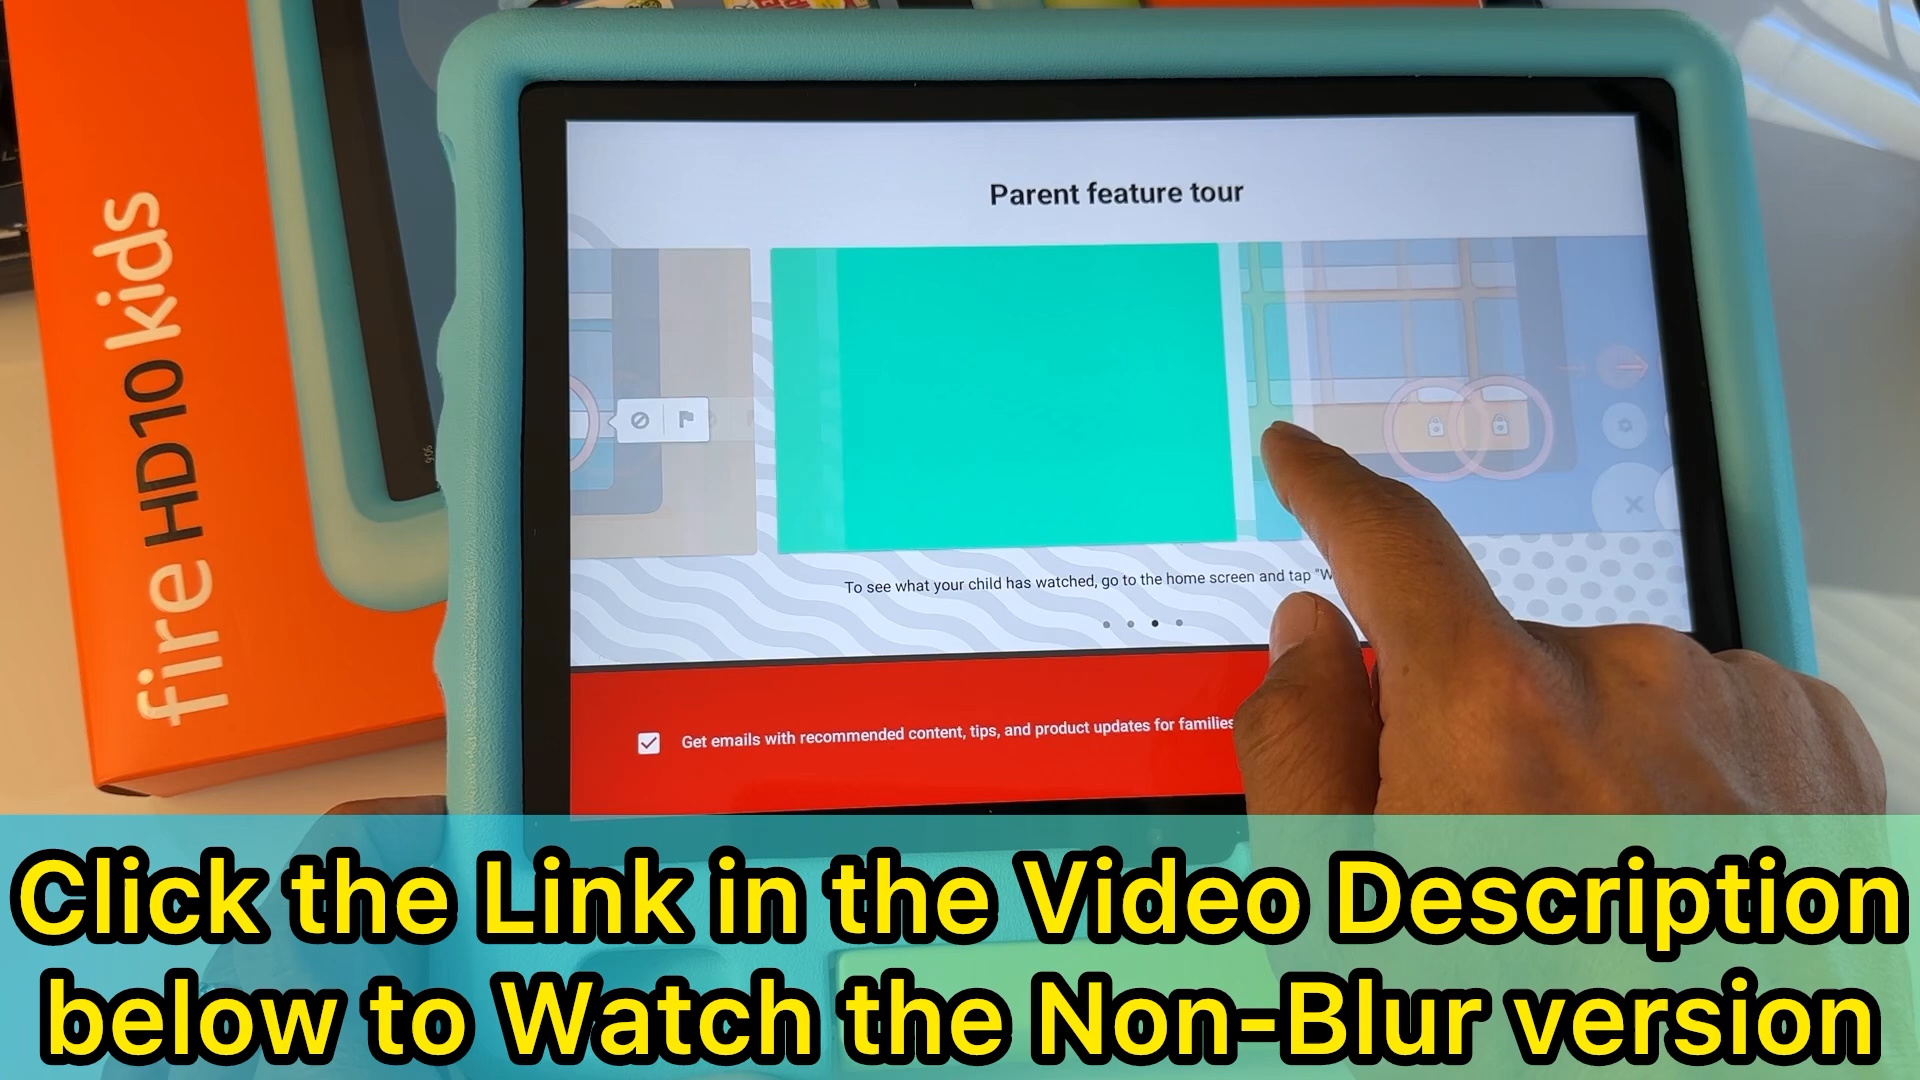 fire HD10 kids
Parent feature tour
To see what your child has watched, go to the home screen and tap "W
Get emails with recommended content, tips, and product updates for families
Click the Link in the Video Description
below to Watch the Non-Blur version